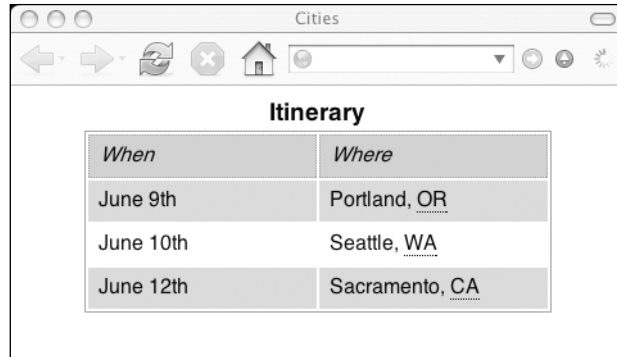 Cities
Itinerary
When Where
June 9th Portland, OR
June 10th Seattle, WA
June 12th Sacramento, CA